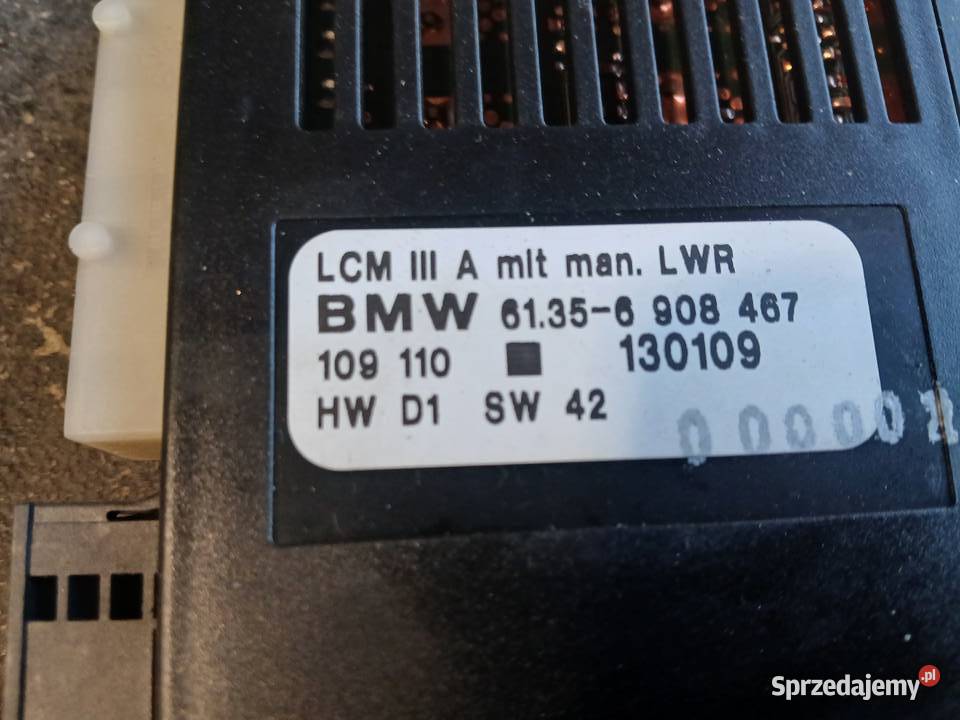 LCM III A mit man. LWR
BMW 61.35-6 908 467
109 110 130109
HW D1 SW 42
Sprzedajemy.pl